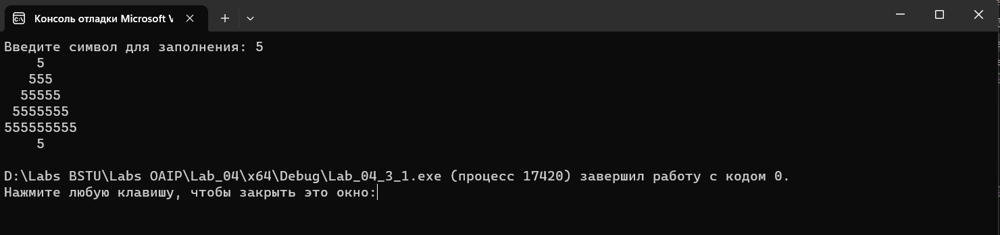 Консоль отладки Microsoft V
Введите символ для заполнения: 5
    5
   555
  55555
 5555555
555555555
    5
D:\Labs BSTU\Labs OAIP\Lab_04\x64\Debug\Lab_04_3_1.exe (процесс 17420) завершил работу с кодом 0.
Нажмите любую клавишу, чтобы закрыть это окно: